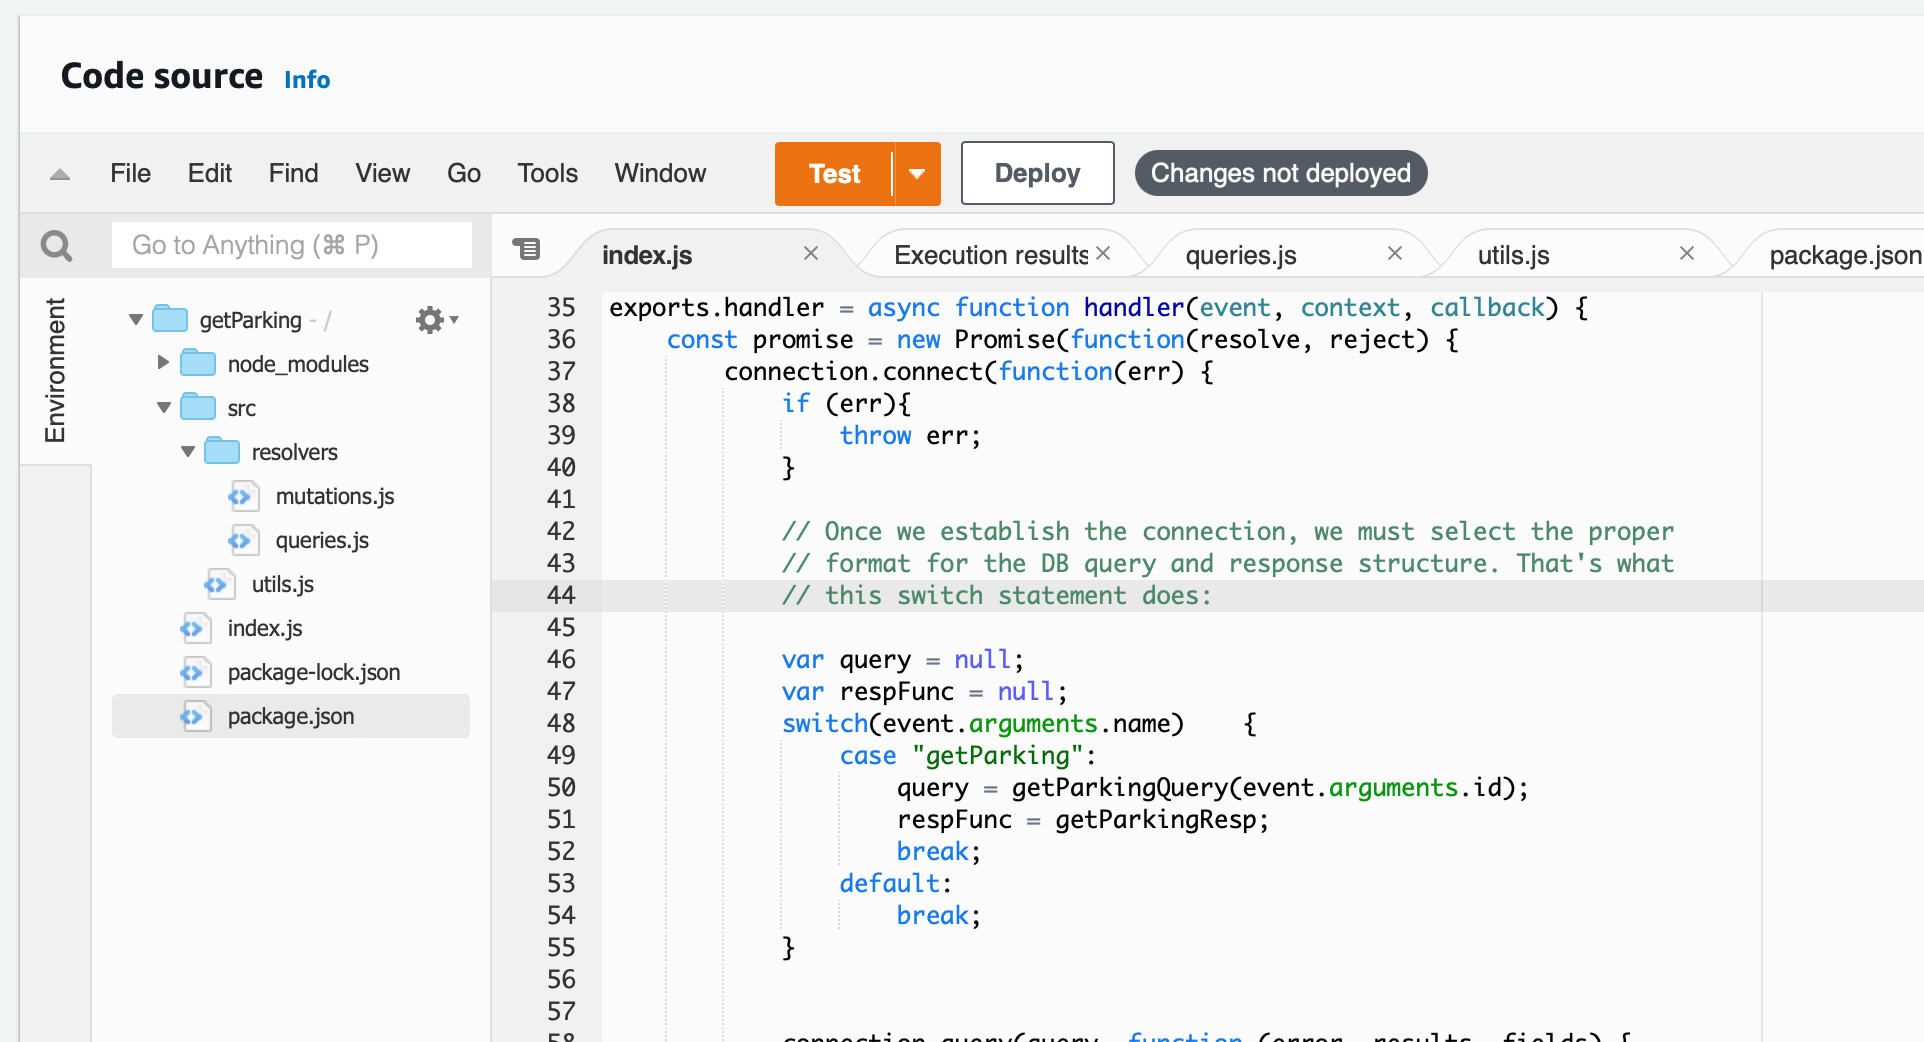 Code source Info
File Edit Find View Go Tools Window Test Deploy Changes not deployed
Go to Anything (⌘ P)
index.js Execution results queries.js utils.js package.json
Environment
getParking - /
node_modules
src
resolvers
mutations.js
queries.js
utils.js
index.js
package-lock.json
package.json
35 exports.handler = async function handler(event, context, callback) {
36     const promise = new Promise(function(resolve, reject) {
37         connection.connect(function(err) {
38             if (err){
39                 throw err;
40             }
41
42             // Once we establish the connection, we must select the proper
43             // format for the DB query and response structure. That's what
44             // this switch statement does:
45
46             var query = null;
47             var respFunc = null;
48             switch(event.arguments.name)    {
49                 case "getParking":
50                     query = getParkingQuery(event.arguments.id);
51                     respFunc = getParkingResp;
52                     break;
53                 default:
54                     break;
55             }
56
57
58             connection.query(query, function (error, results, fields) {